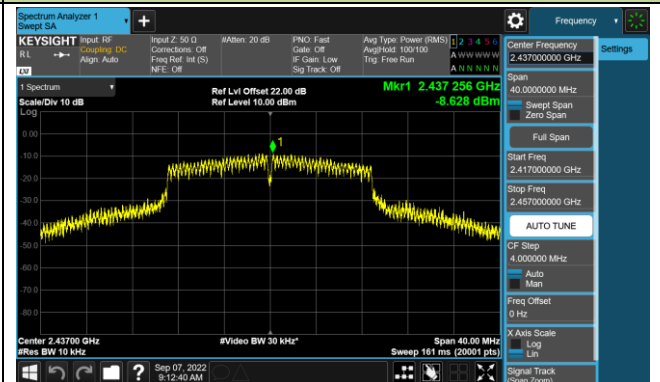 Spectrum Analyzer 1
Swept SA
Frequency
KEYSIGHT
Input: RF
Input Z: 50 Ω
#Atten: 20 dB
PNO: Fast
Avg Type: Power (RMS)
1 2 3 4 5 6
RL
Coupling: DC
Corrections: Off
Gate: Off
Avg|Hold: 100/100
A W W W W W
Align: Auto
Freq Ref: Int (S)
IF Gain: Low
Trig: Free Run
NFE: Off
Sig Track: Off
A N N N N N
1 Spectrum
Ref Lvl Offset 22.00 dB
Mkr1 2.437 256 GHz
Scale/Div 10 dB
Ref Level 10.00 dBm
-8.628 dBm
Log
1
0.00
-10.0
-20.0
-30.0
-40.0
-50.0
-60.0
-70.0
-80.0
Center 2.43700 GHz
#Video BW 30 kHz*
Span 40.00 MHz
#Res BW 10 kHz
Sweep 161 ms (20001 pts)
?
Sep 07, 2022
9:12:40 AM
Center Frequency
2.437000000 GHz
Settings
Span
40.0000000 MHz
Swept Span
Zero Span
Full Span
Start Freq
2.417000000 GHz
Stop Freq
2.457000000 GHz
AUTO TUNE
CF Step
4.000000 MHz
Auto
Man
Freq Offset
0 Hz
X Axis Scale
Log
Lin
Signal Track
(Span Zoom)